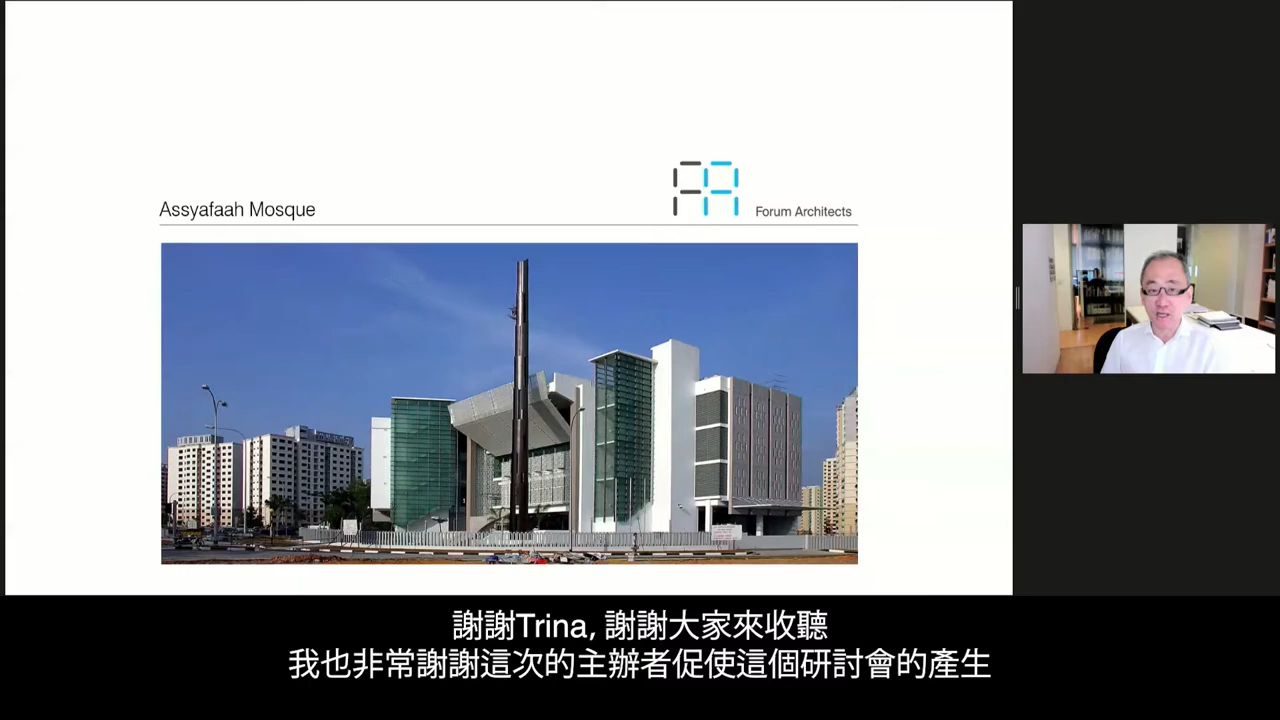 Assyafaah Mosque
FA
Forum Architects
謝謝Trina, 謝謝大家來收聽
我也非常謝謝這次的主辦者促使這個研討會的產生